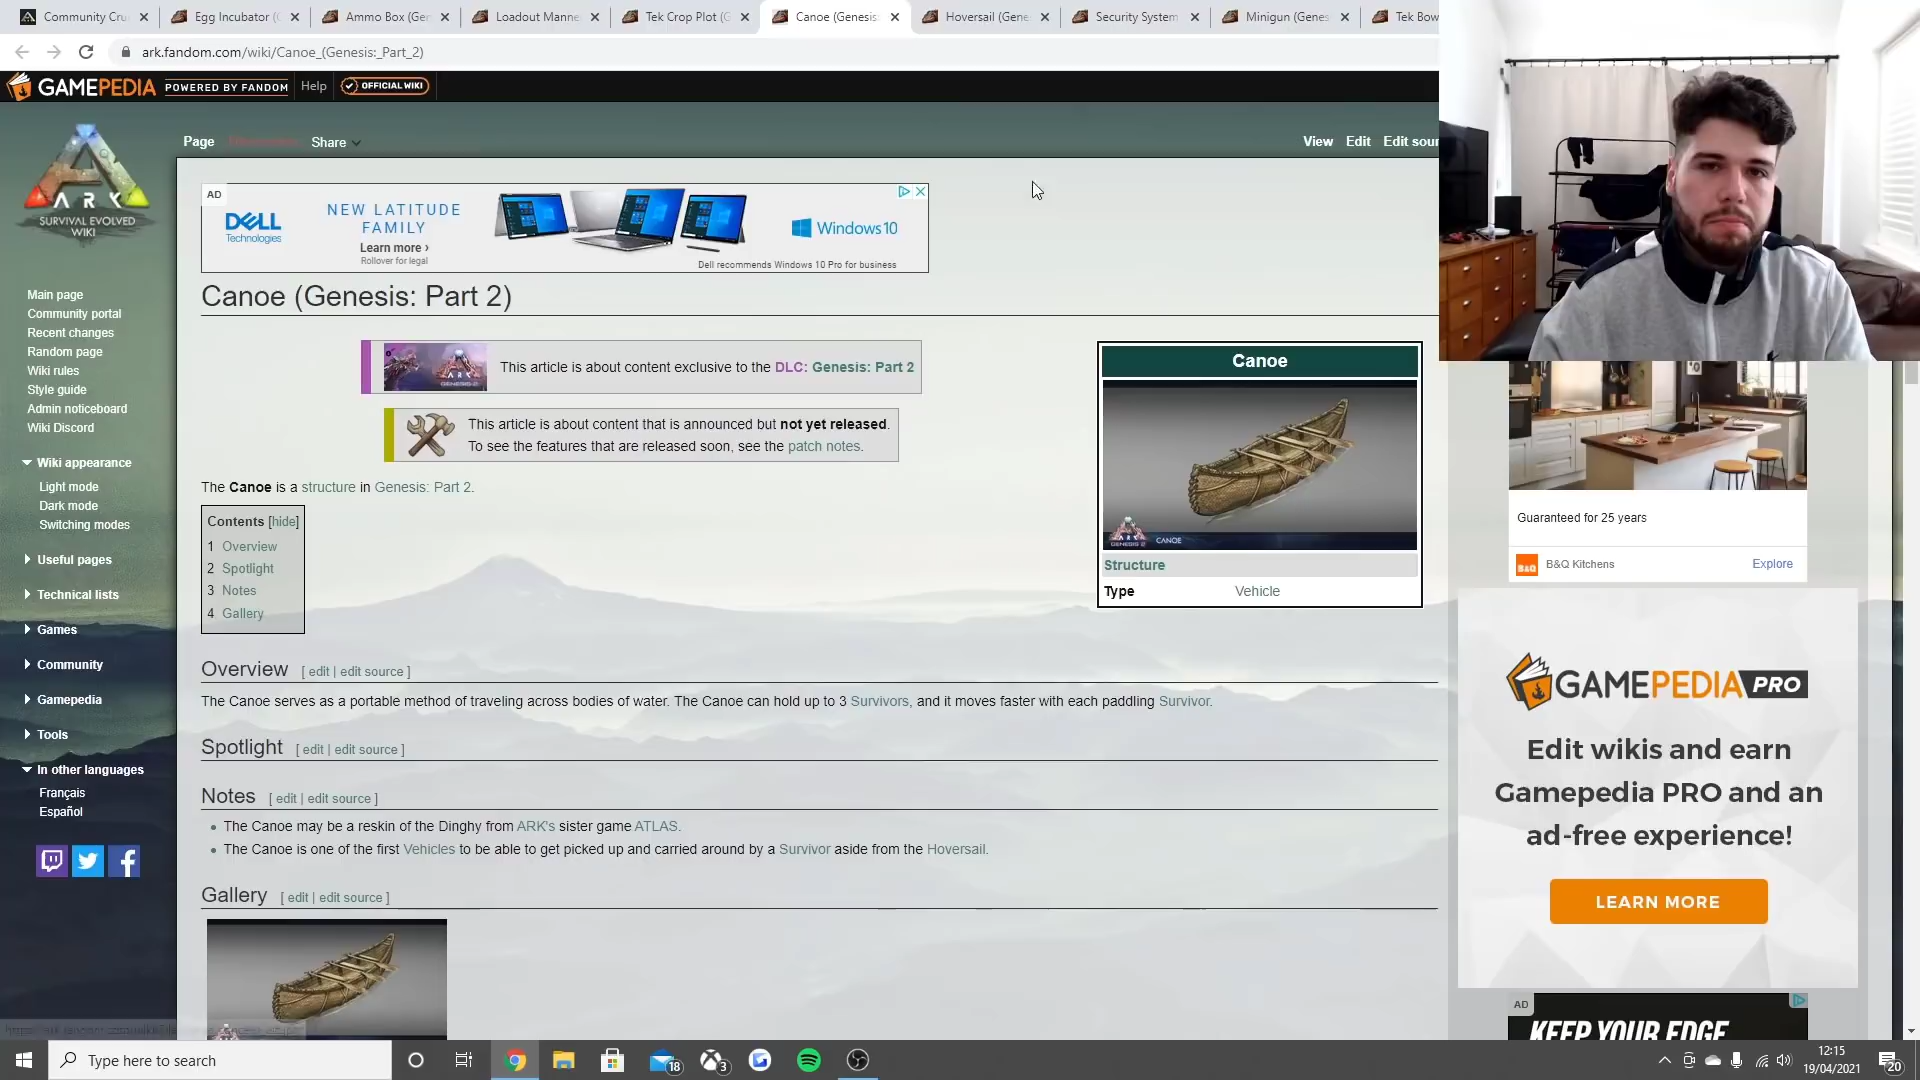 Community Cru
Egg Incubator (
Ammo Box (Ger
Loadout Manne
Tek Crop Plot (G
Canoe (Genesis:
Hoversail (Gene
Security System
Minigun (Genes
Tek Bow
ark.fandom.com/wiki/Canoe_(Genesis:_Part_2)
GAMEPEDIA POWERED BY FANDOM Help OFFICIAL WIKI
ARK
SURVIVAL EVOLVED
WIKI
Page Share View Edit Edit sour
AD
DELL
Technologies
NEW LATITUDE
FAMILY
Learn more ›
Rollover for legal
Windows 10
Dell recommends Windows 10 Pro for business
Main page
Community portal
Recent changes
Random page
Wiki rules
Style guide
Admin noticeboard
Wiki Discord
Wiki appearance
Light mode
Dark mode
Switching modes
Useful pages
Technical lists
Games
Community
Gamepedia
Tools
In other languages
Français
Español
Canoe (Genesis: Part 2)
This article is about content exclusive to the DLC: Genesis: Part 2
This article is about content that is announced but not yet released.
To see the features that are released soon, see the patch notes.
The Canoe is a structure in Genesis: Part 2.
Contents [hide]
1 Overview
2 Spotlight
3 Notes
4 Gallery
Canoe
ARK
GENESIS 2
CANOE
Structure
Type Vehicle
Overview [ edit | edit source ]
The Canoe serves as a portable method of traveling across bodies of water. The Canoe can hold up to 3 Survivors, and it moves faster with each paddling Survivor.
Spotlight [ edit | edit source ]
Notes [ edit | edit source ]
The Canoe may be a reskin of the Dinghy from ARK's sister game ATLAS.
The Canoe is one of the first Vehicles to be able to get picked up and carried around by a Survivor aside from the Hoversail.
Gallery [ edit | edit source ]
Guaranteed for 25 years
B&Q
B&Q Kitchens Explore
GAMEPEDIA PRO
Edit wikis and earn
Gamepedia PRO and an
ad-free experience!
LEARN MORE
AD
KEEP YOUR EDGE
Type here to search
18
3
12:15
19/04/2021
20